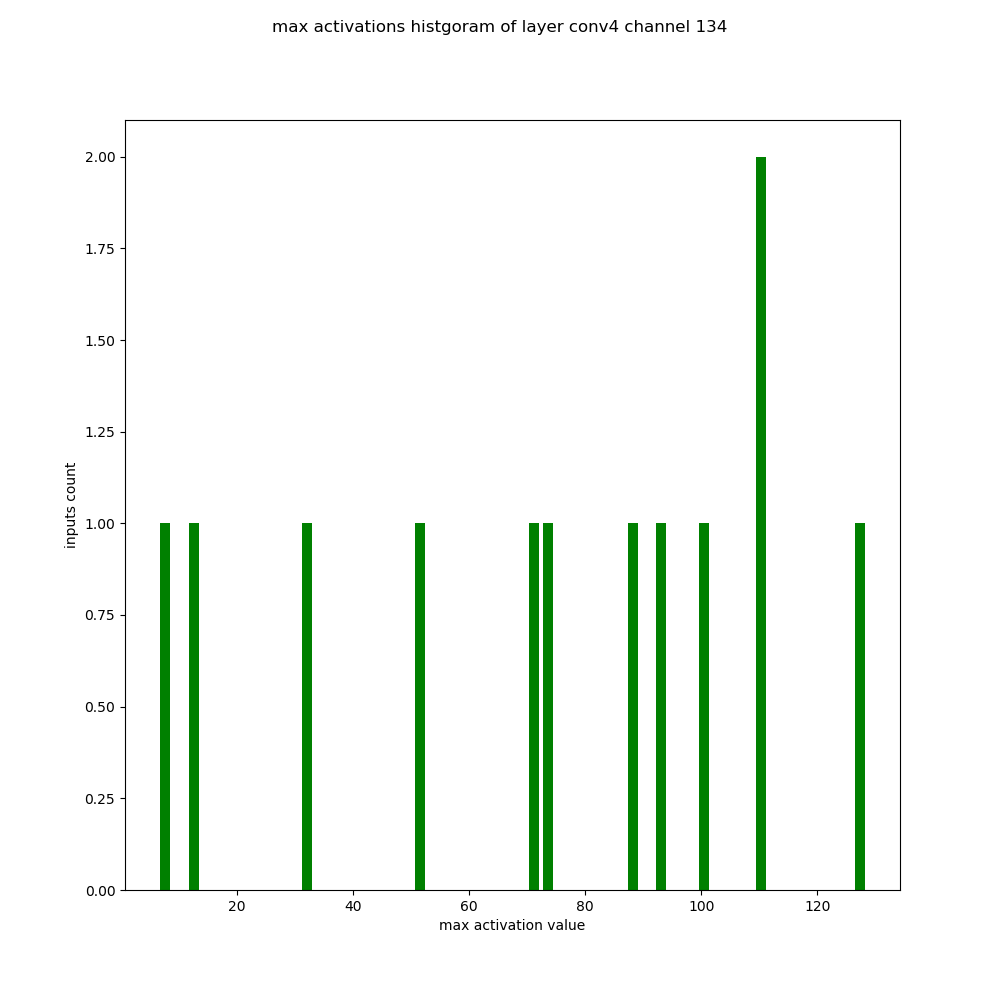 max activations histgoram of layer conv4 channel 134
2.00
1.75
1.50
1.25
1.00
0.75
0.50
0.25
0.00
inputs count
20 40 60 80 100 120
max activation value